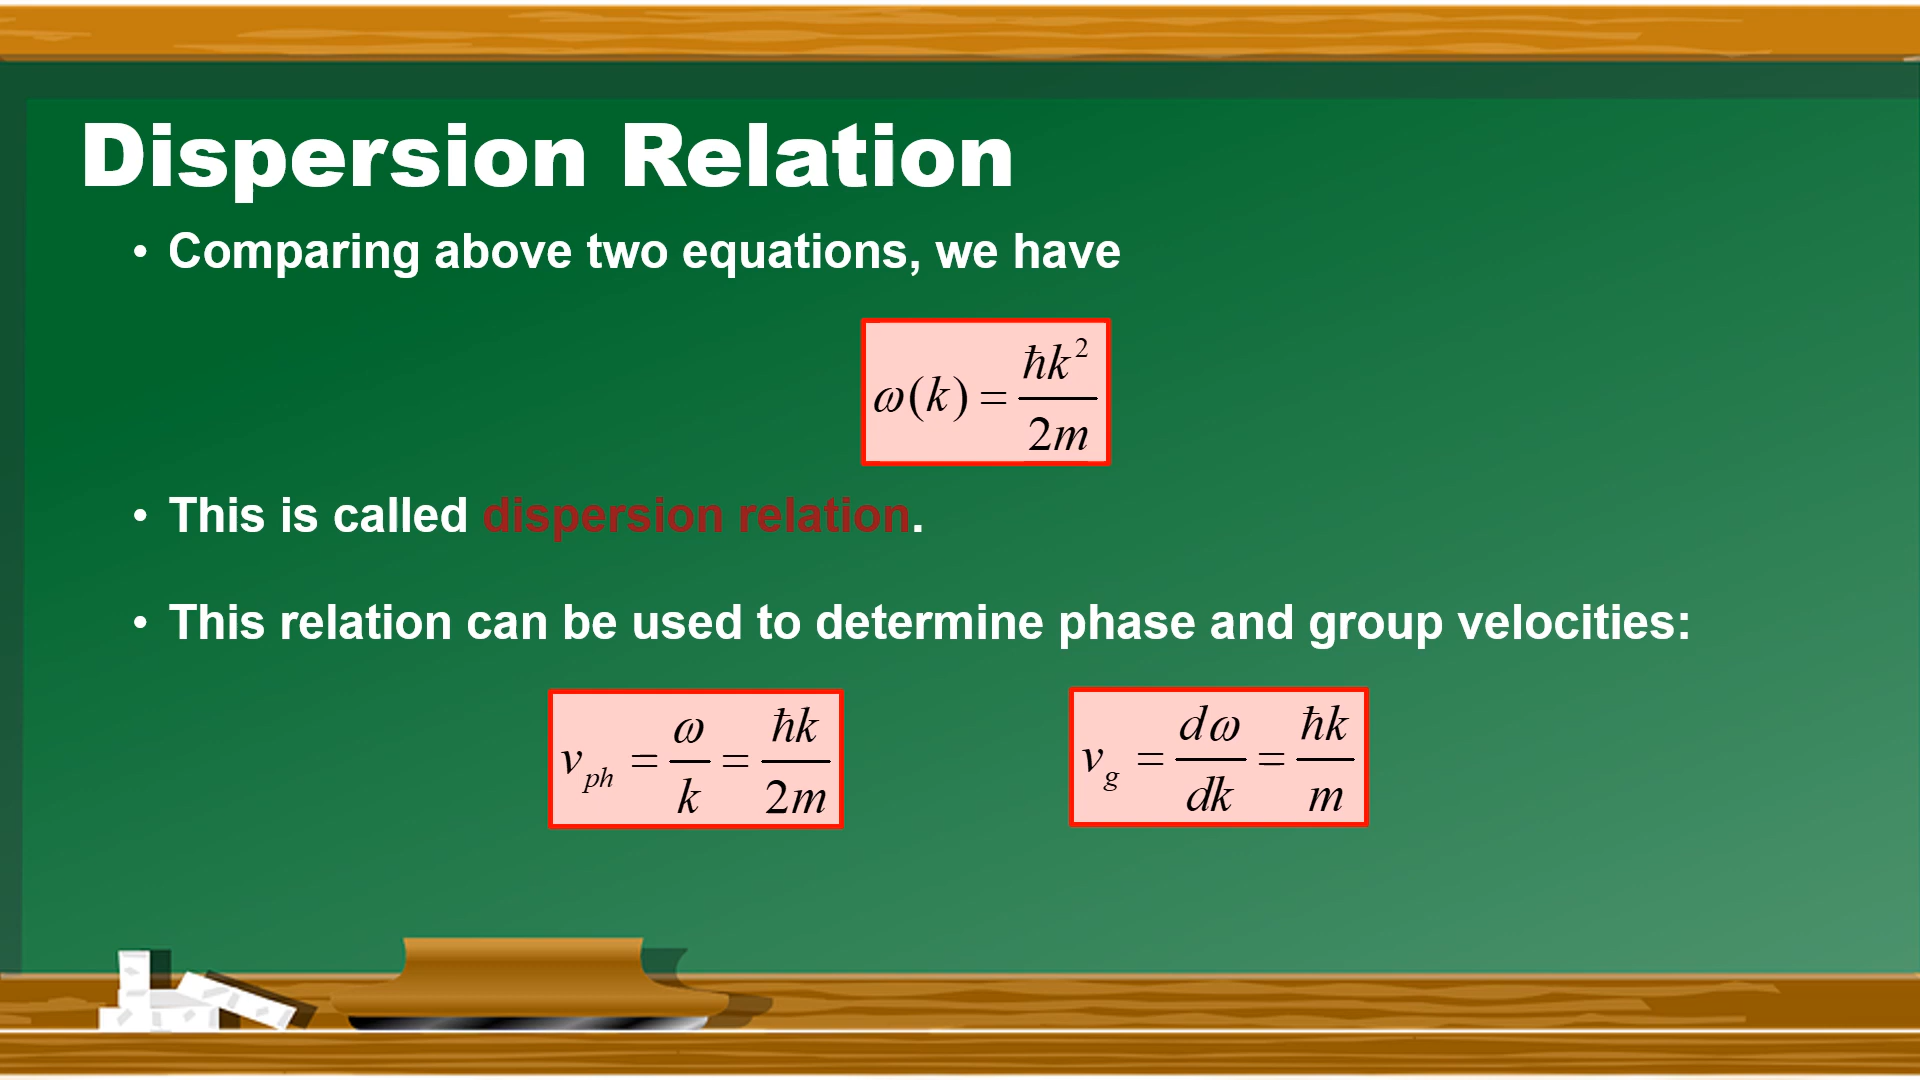 Dispersion Relation
• Comparing above two equations, we have
ω(k) = ħk²/2m
• This is called dispersion relation.
• This relation can be used to determine phase and group velocities:
v_ph = ω/k = ħk/2m
v_g = dω/dk = ħk/m